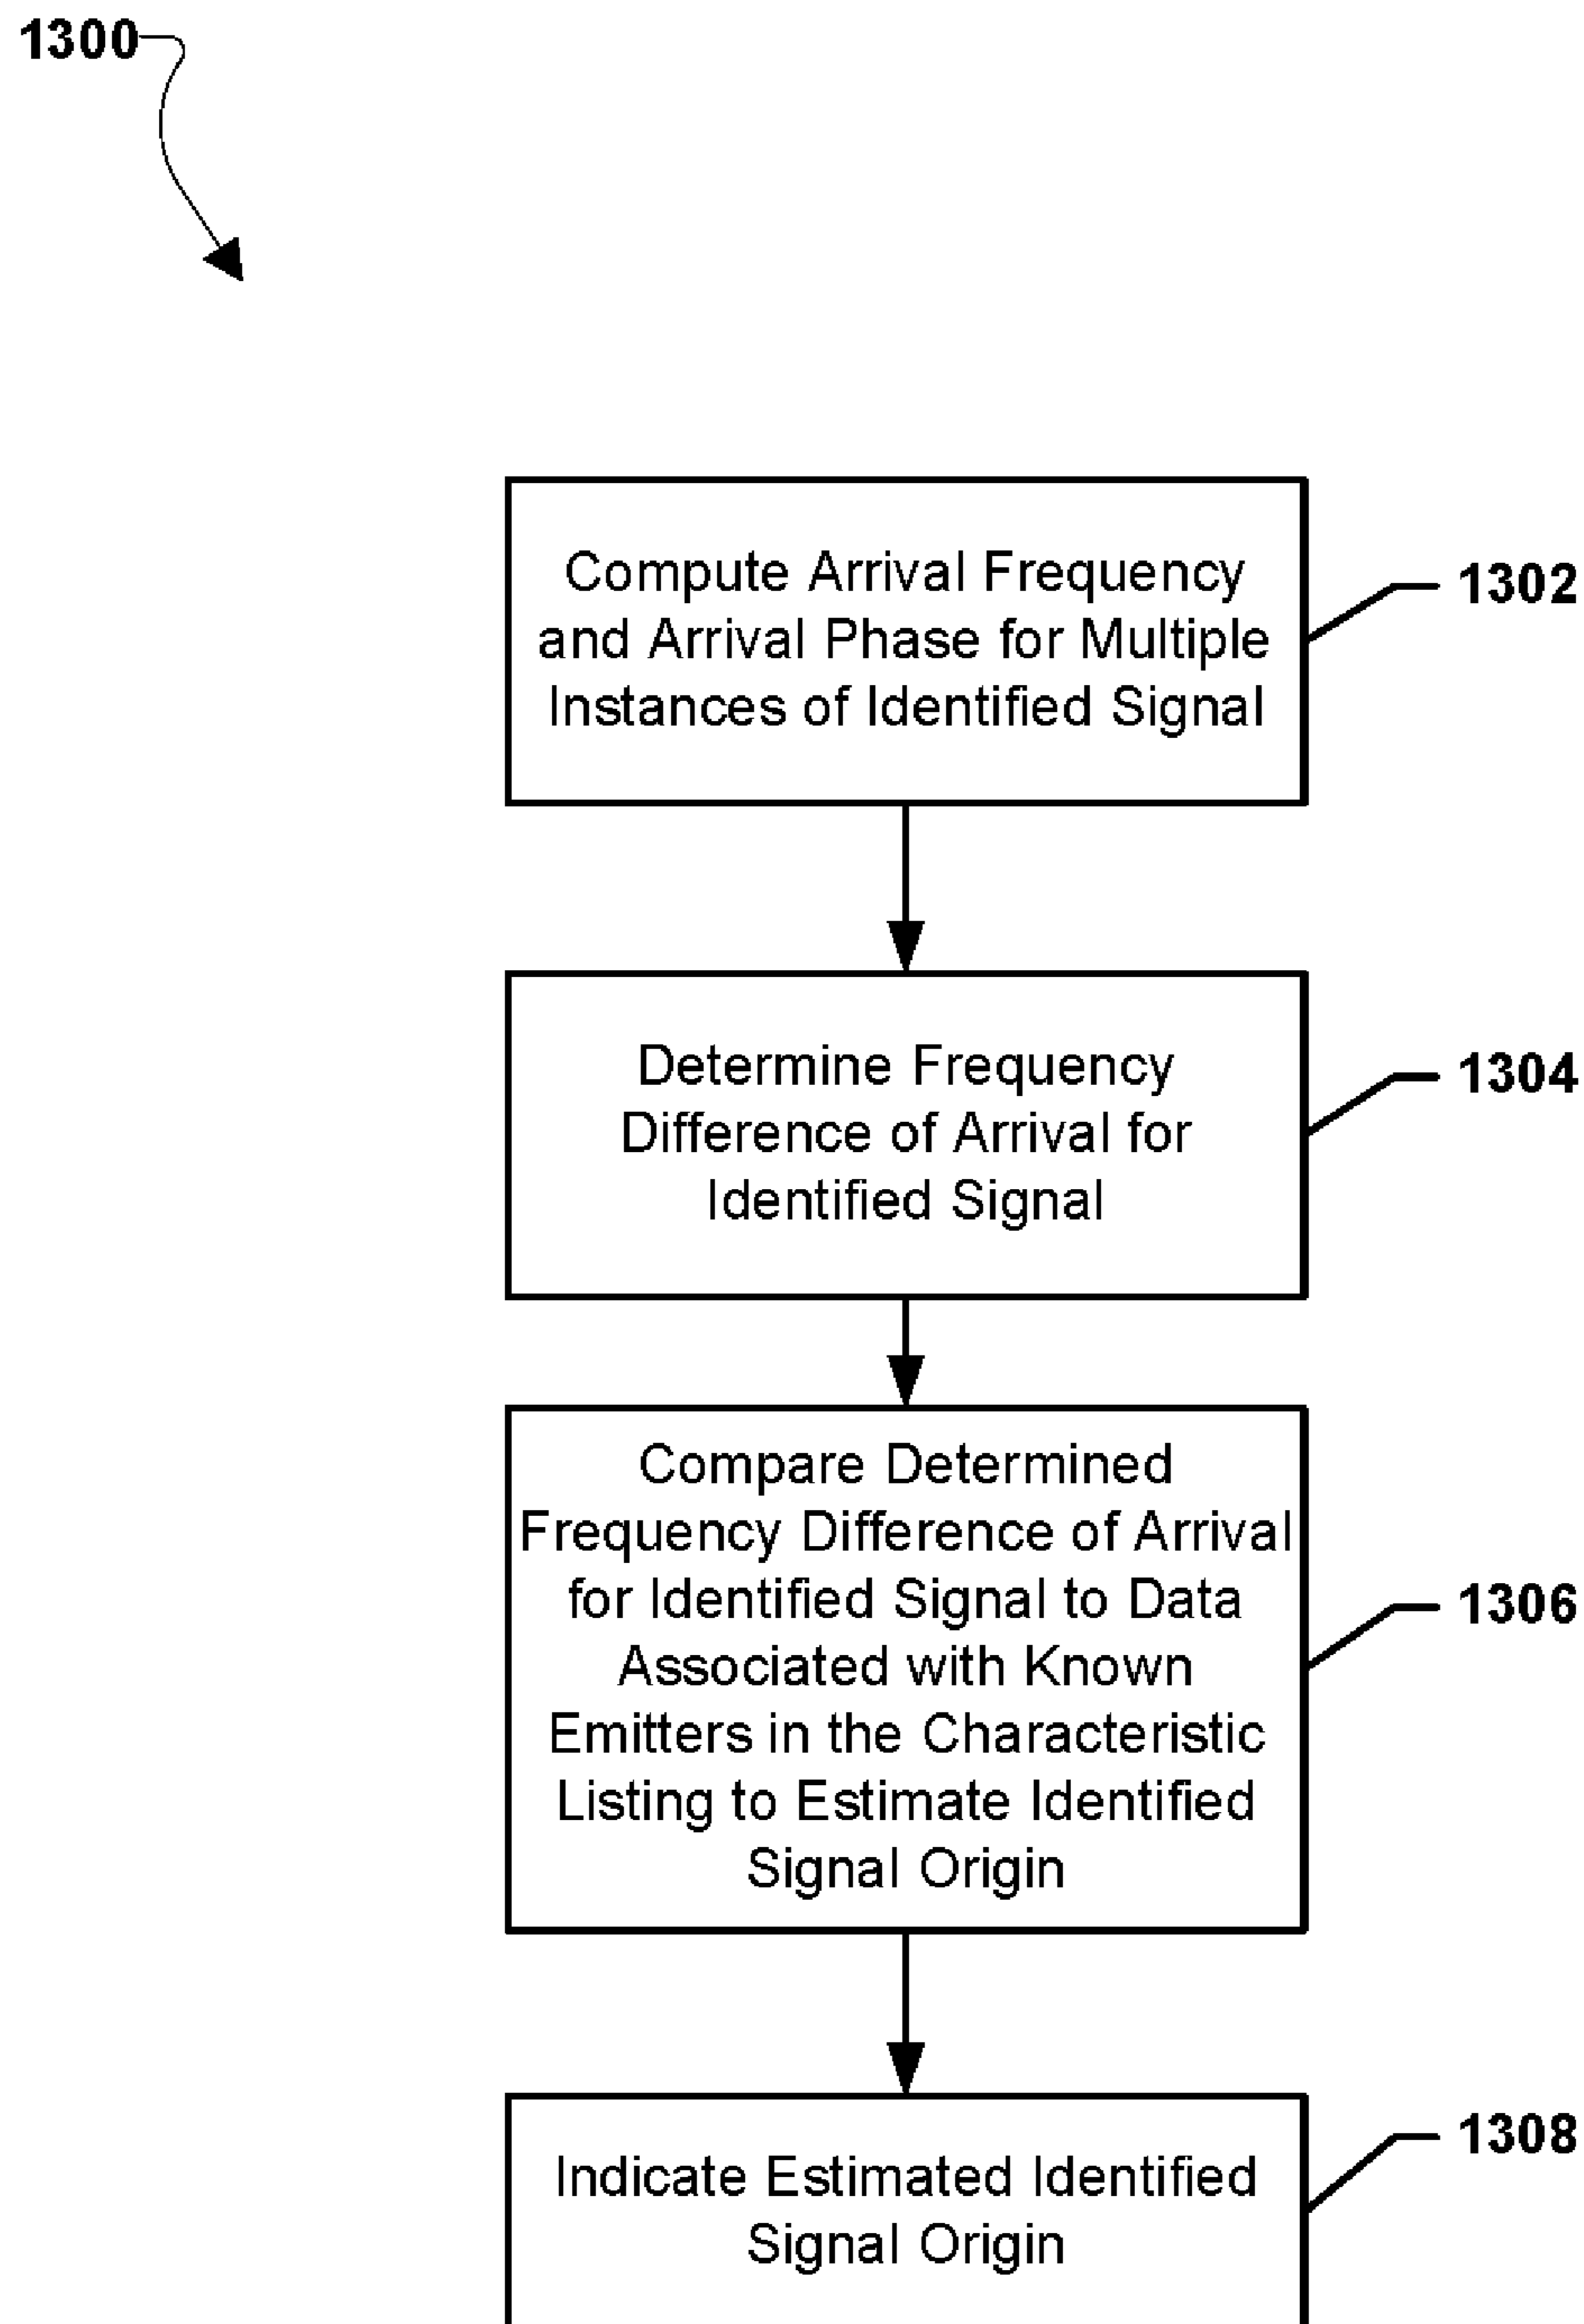 1300
Compute Arrival Frequency
and Arrival Phase for Multiple
Instances of Identified Signal
1302
Determine Frequency
Difference of Arrival for
Identified Signal
1304
Compare Determined
Frequency Difference of Arrival
for Identified Signal to Data
Associated with Known
Emitters in the Characteristic
Listing to Estimate Identified
Signal Origin
1306
Indicate Estimated Identified
Signal Origin
1308